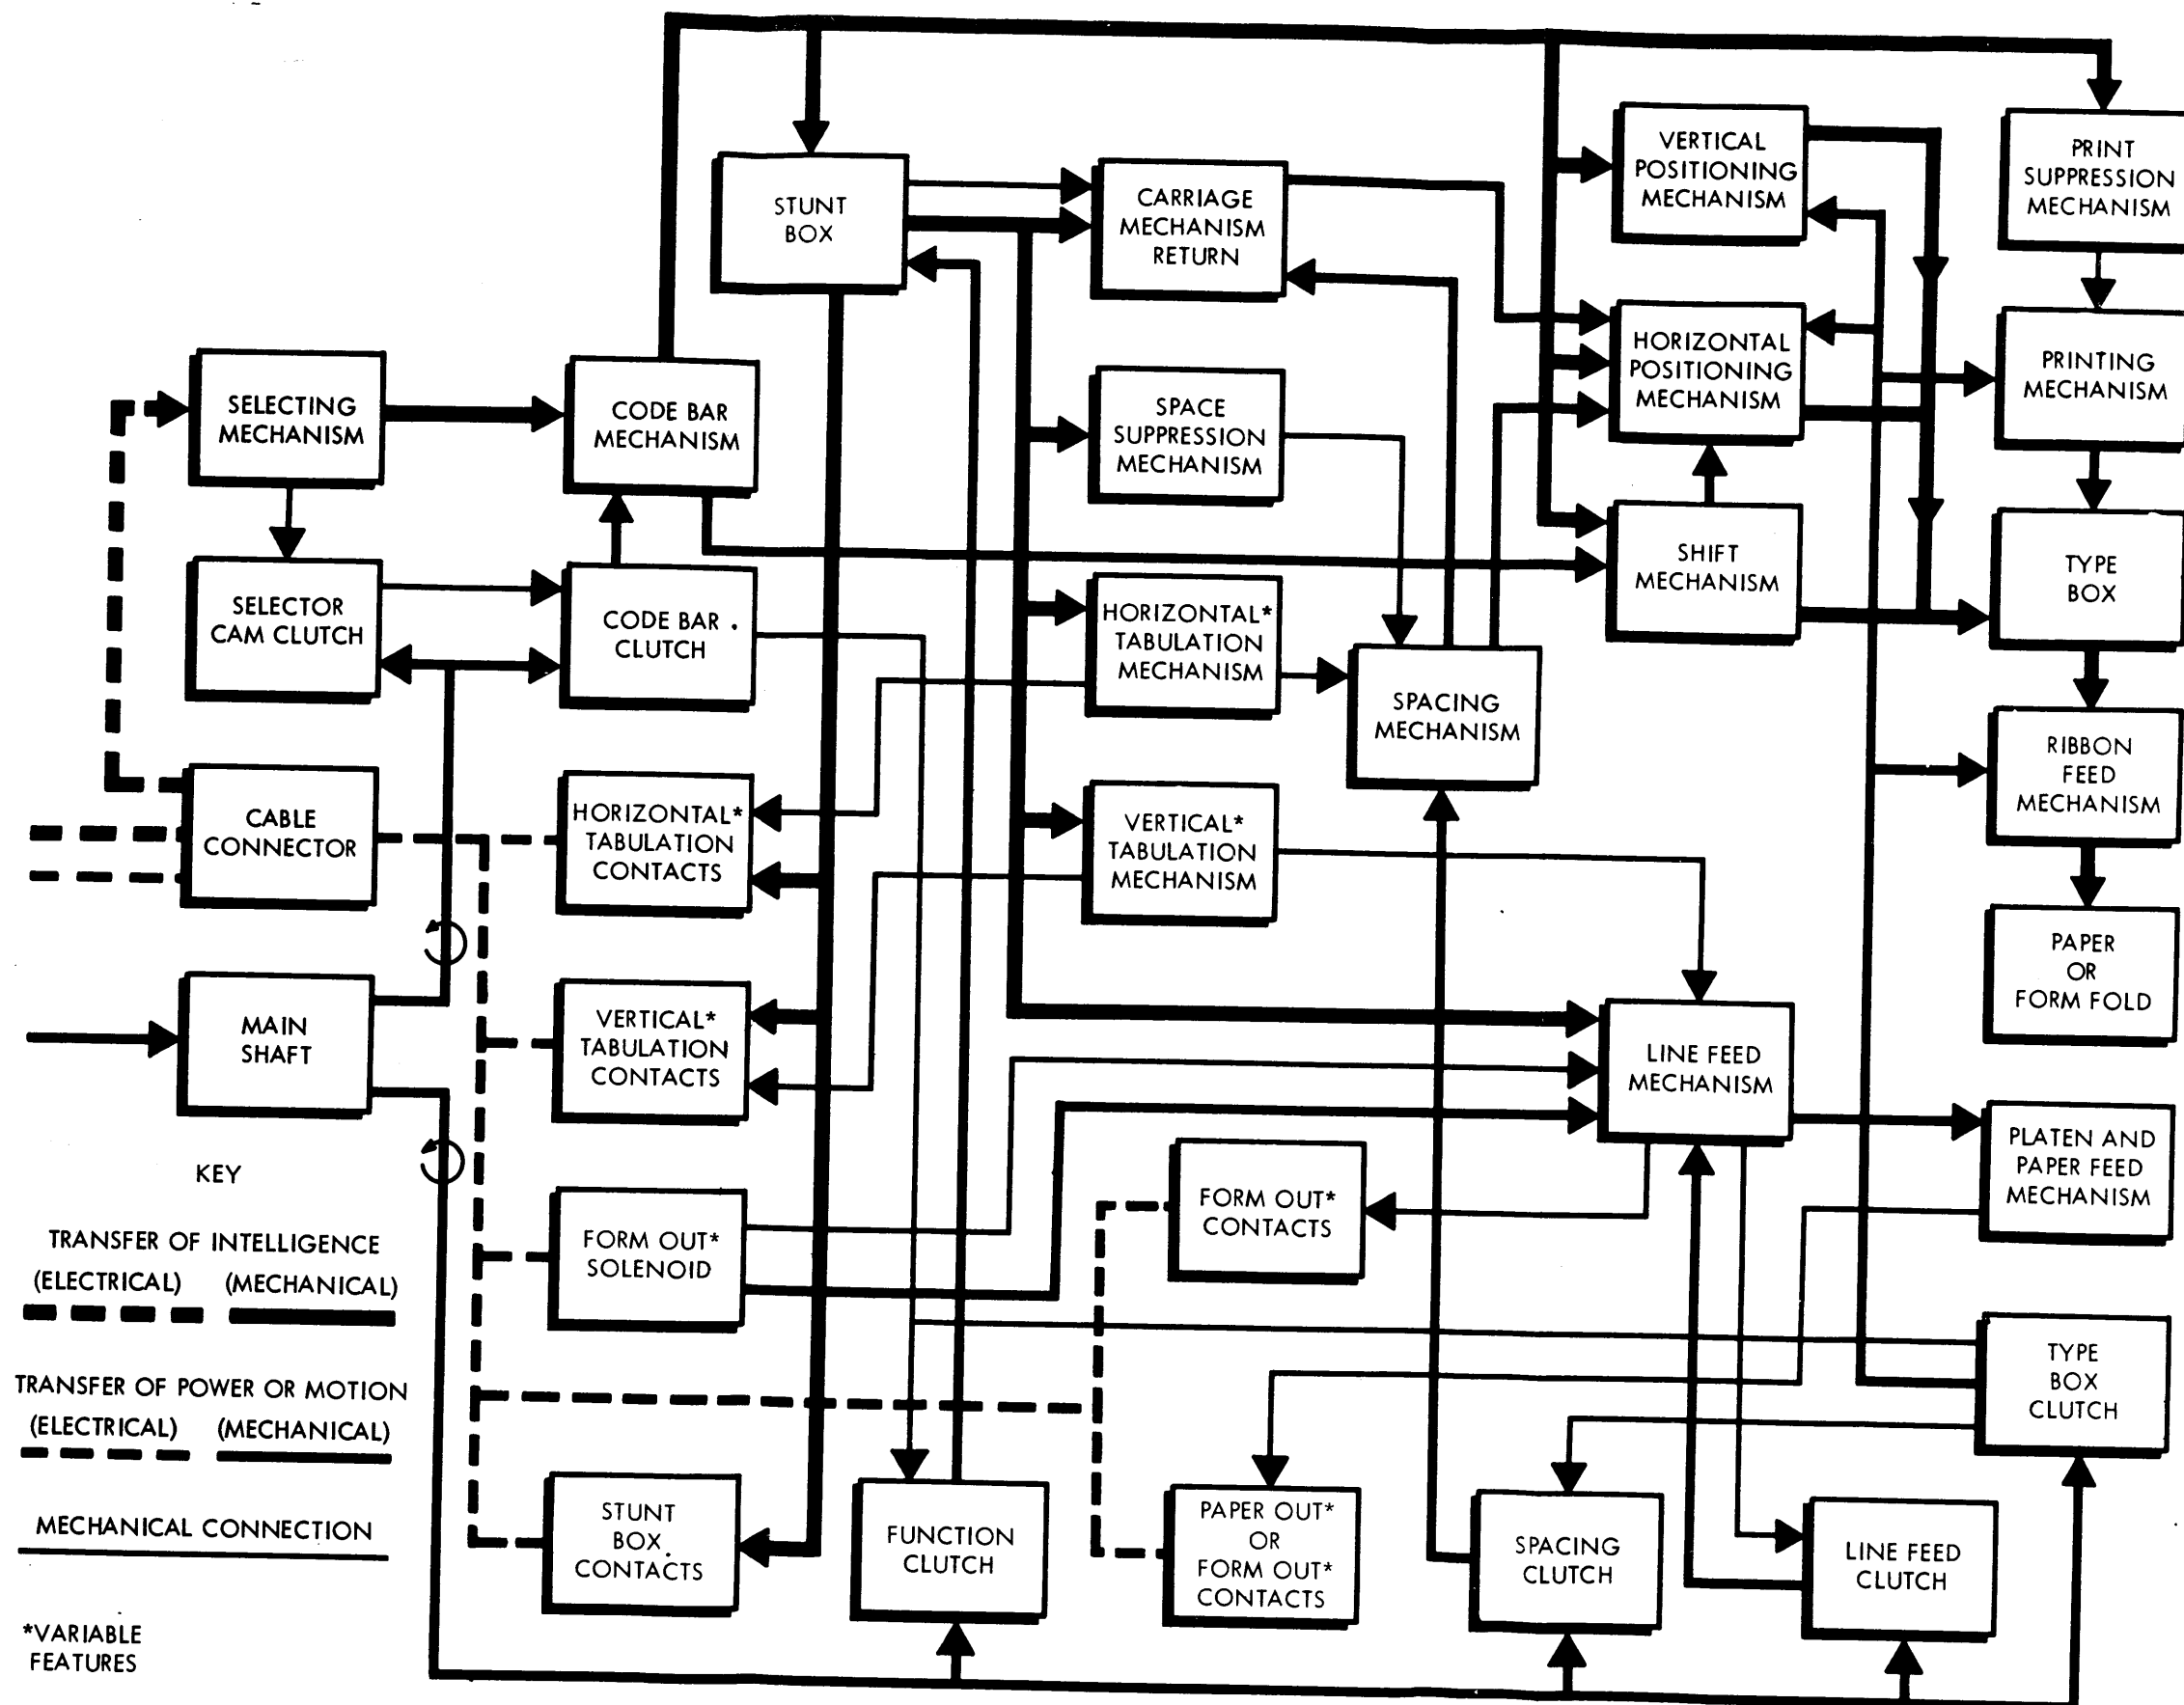 VERTICAL
POSITIONING
MECHANISM
PRINT
SUPPRESSION
MECHANISM
STUNT
BOX
CARRIAGE
MECHANISM
RETURN
HORIZONTAL
POSITIONING
MECHANISM
PRINTING
MECHANISM
SELECTING
MECHANISM
CODE BAR
MECHANISM
SPACE
SUPPRESSION
MECHANISM
SHIFT
MECHANISM
TYPE
BOX
SELECTOR
CAM CLUTCH
CODE BAR
CLUTCH
HORIZONTAL*
TABULATION
MECHANISM
SPACING
MECHANISM
RIBBON
FEED
MECHANISM
CABLE
CONNECTOR
HORIZONTAL*
TABULATION
CONTACTS
VERTICAL*
TABULATION
MECHANISM
PAPER
OR
FORM FOLD
MAIN
SHAFT
VERTICAL*
TABULATION
CONTACTS
LINE FEED
MECHANISM
PLATEN AND
PAPER FEED
MECHANISM
FORM OUT*
SOLENOID
FORM OUT*
CONTACTS
TYPE
BOX
CLUTCH
STUNT
BOX
CONTACTS
FUNCTION
CLUTCH
PAPER OUT*
OR
FORM OUT*
CONTACTS
SPACING
CLUTCH
LINE FEED
CLUTCH
KEY
TRANSFER OF INTELLIGENCE
(ELECTRICAL) (MECHANICAL)
TRANSFER OF POWER OR MOTION
(ELECTRICAL) (MECHANICAL)
MECHANICAL CONNECTION
*VARIABLE
FEATURES